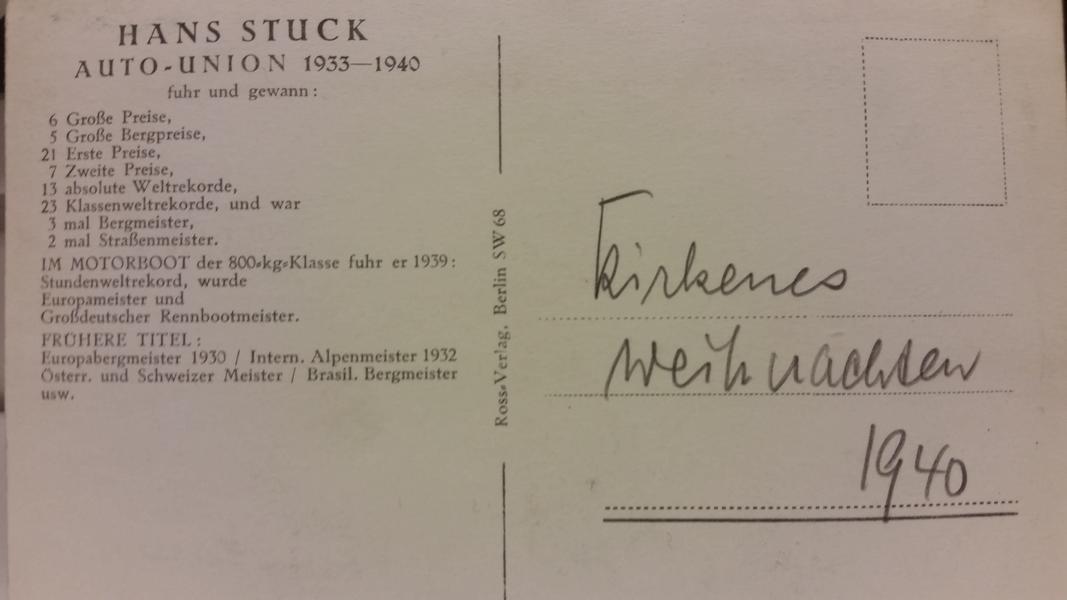 HANS STUCK
AUTO-UNION 1933—1940
fuhr und gewann:
6 Große Preise,
5 Große Bergpreise,
21 Erste Preise,
7 Zweite Preise,
13 absolute Weltrekorde,
23 Klassenweltrekorde, und war
3 mal Bergmeister,
2 mal Straßenmeister.
IM MOTORBOOT der 800-kg-Klasse fuhr er 1939:
Stundenweltrekord, wurde
Europameister und
Großdeutscher Rennbootmeister.
FRÜHERE TITEL:
Europabergmeister 1930 / Intern. Alpenmeister 1932
Österr. und Schweizer Meister / Brasil. Bergmeister
usw.
Ross-Verlag, Berlin SW 68
Kirkenes
Weihnachten
1940